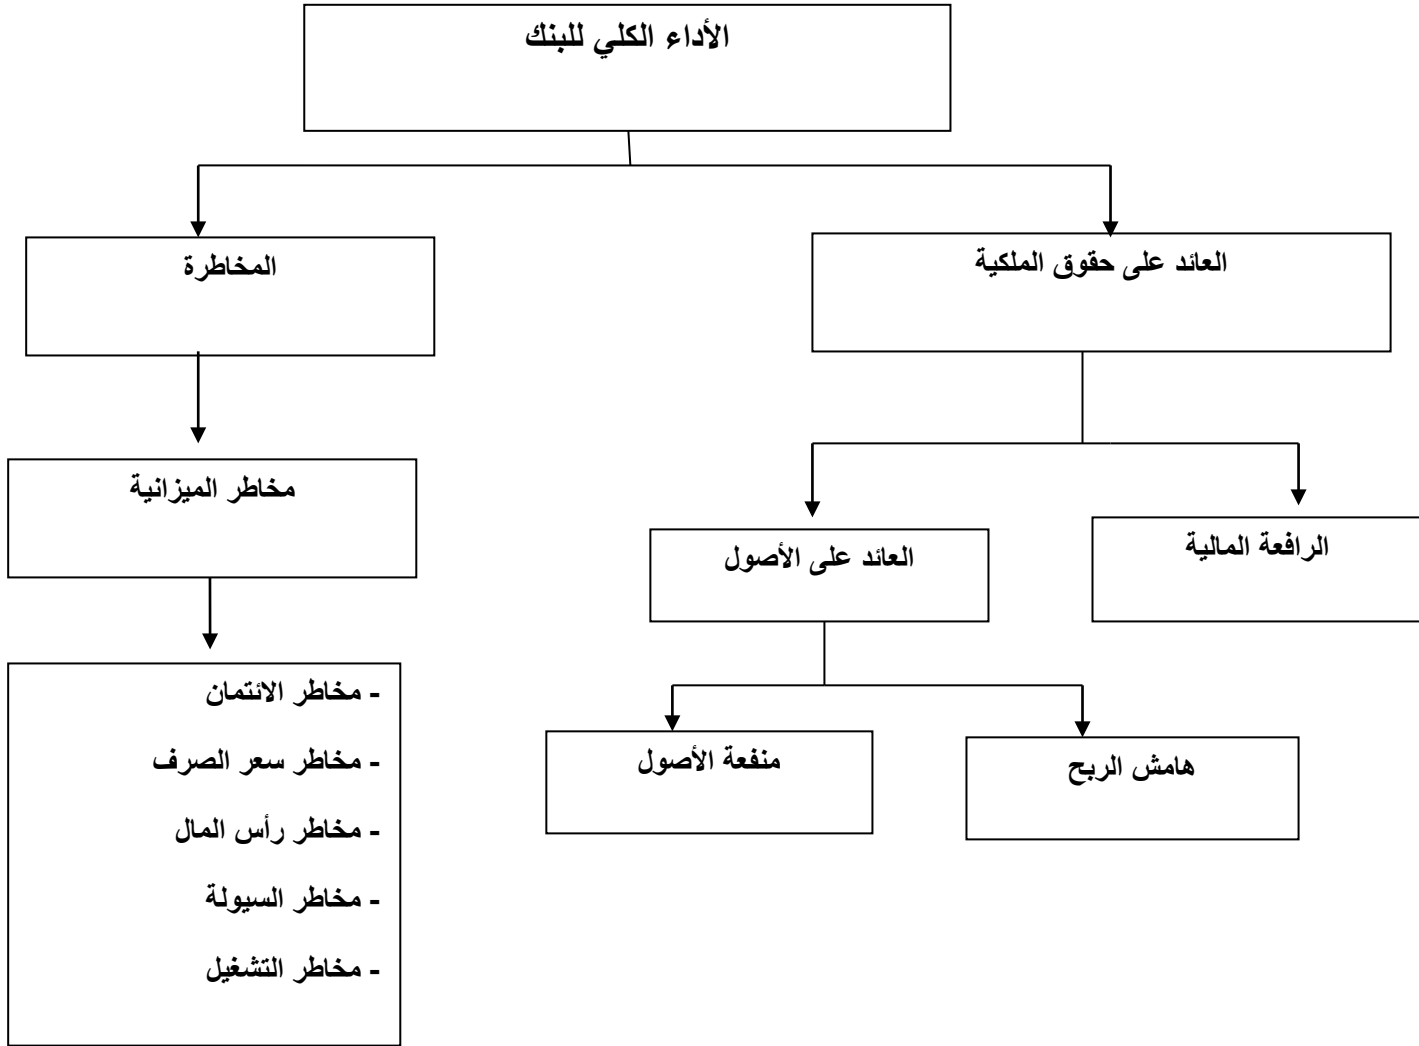 الأداء الكلي للبنك
العائد على حقوق الملكية
المخاطرة
مخاطر الميزانية
الرافعة المالية
العائد على الأصول
هامش الربح
منفعة الأصول
- مخاطر الائتمان
- مخاطر سعر الصرف
- مخاطر رأس المال
- مخاطر السيولة
- مخاطر التشغيل